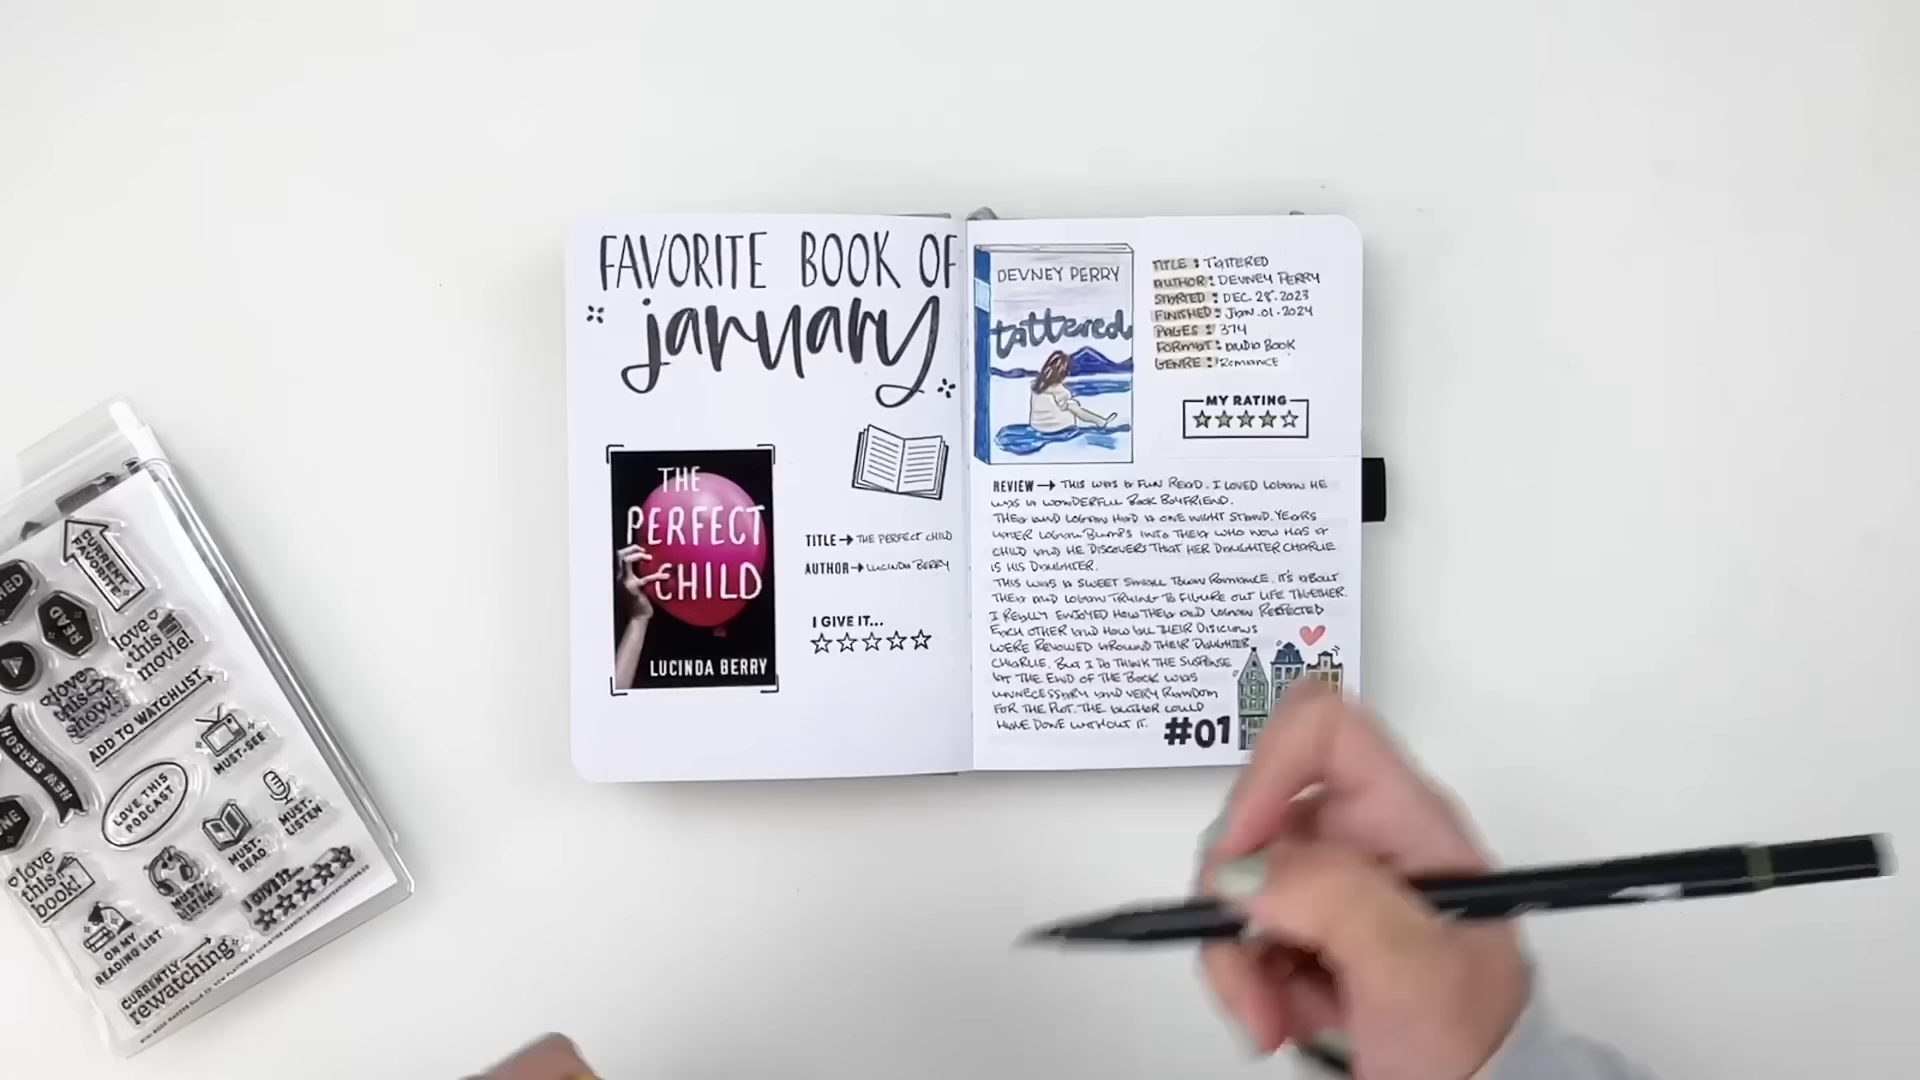 FAVORITE BOOK OF
january
THE
PERFECT
CHILD
LUCINDA BERRY
TITLE → THE PERFECT CHILD
AUTHOR → LUCINDA BERRY
I GIVE IT...
DEVNEY PERRY
tattered
TITLE : TATTERED
AUTHOR : DEVNEY PERRY
STARTED : DEC. 28. 2023
FINISHED : JAN. 01 - 2024
PAGES : 374
FORMAT : AUDIO BOOK
GENRE : ROMANCE
MY RATING
REVIEW → THIS WAS A FUN READ. I LOVED LOGAN HE
WAS A WONDERFUL BOOK BOYFRIEND.
THEA AND LOGAN HAD A ONE NIGHT STAND. YEARS
LATER LOGAN BUMPS INTO THEA WHO NOW HAS A
CHILD AND HE DISCOVERS THAT HER DAUGHTER CHARLIE
IS HIS DAUGHTER.
THIS WAS A SWEET SMALL TOWN ROMANCE. IT'S ABOUT
THEA AND LOGAN TRYING TO FIGURE OUT LIFE TOGETHER.
I REALLY ENJOYED HOW THEA AND LOGAN RESPECTED
EACH OTHER AND HOW ALL THEIR
WERE REVOLVED AROUND THEIR DAUGHTER
CHARLIE. BUT I DO THINK THE SUSPENSE
AT THE END OF THE BOOK WAS
UNNECESSARY AND VERY RANDOM
FOR THE PLOT. THE AUTHOR COULD
HAVE DONE WITHOUT IT.
#01
CURRENT
FAVORITE
READ
love
this
movie!
love
this
show!
ADD TO WATCHLIST
NEW SEASON
MUST-SEE
LOVE THIS
PODCAST
MUST-
LISTEN
MUST-
READ
love
this
book!
MUST-
LISTEN
I GIVE IT...
ON MY
READING LIST
CURRENTLY
rewatching